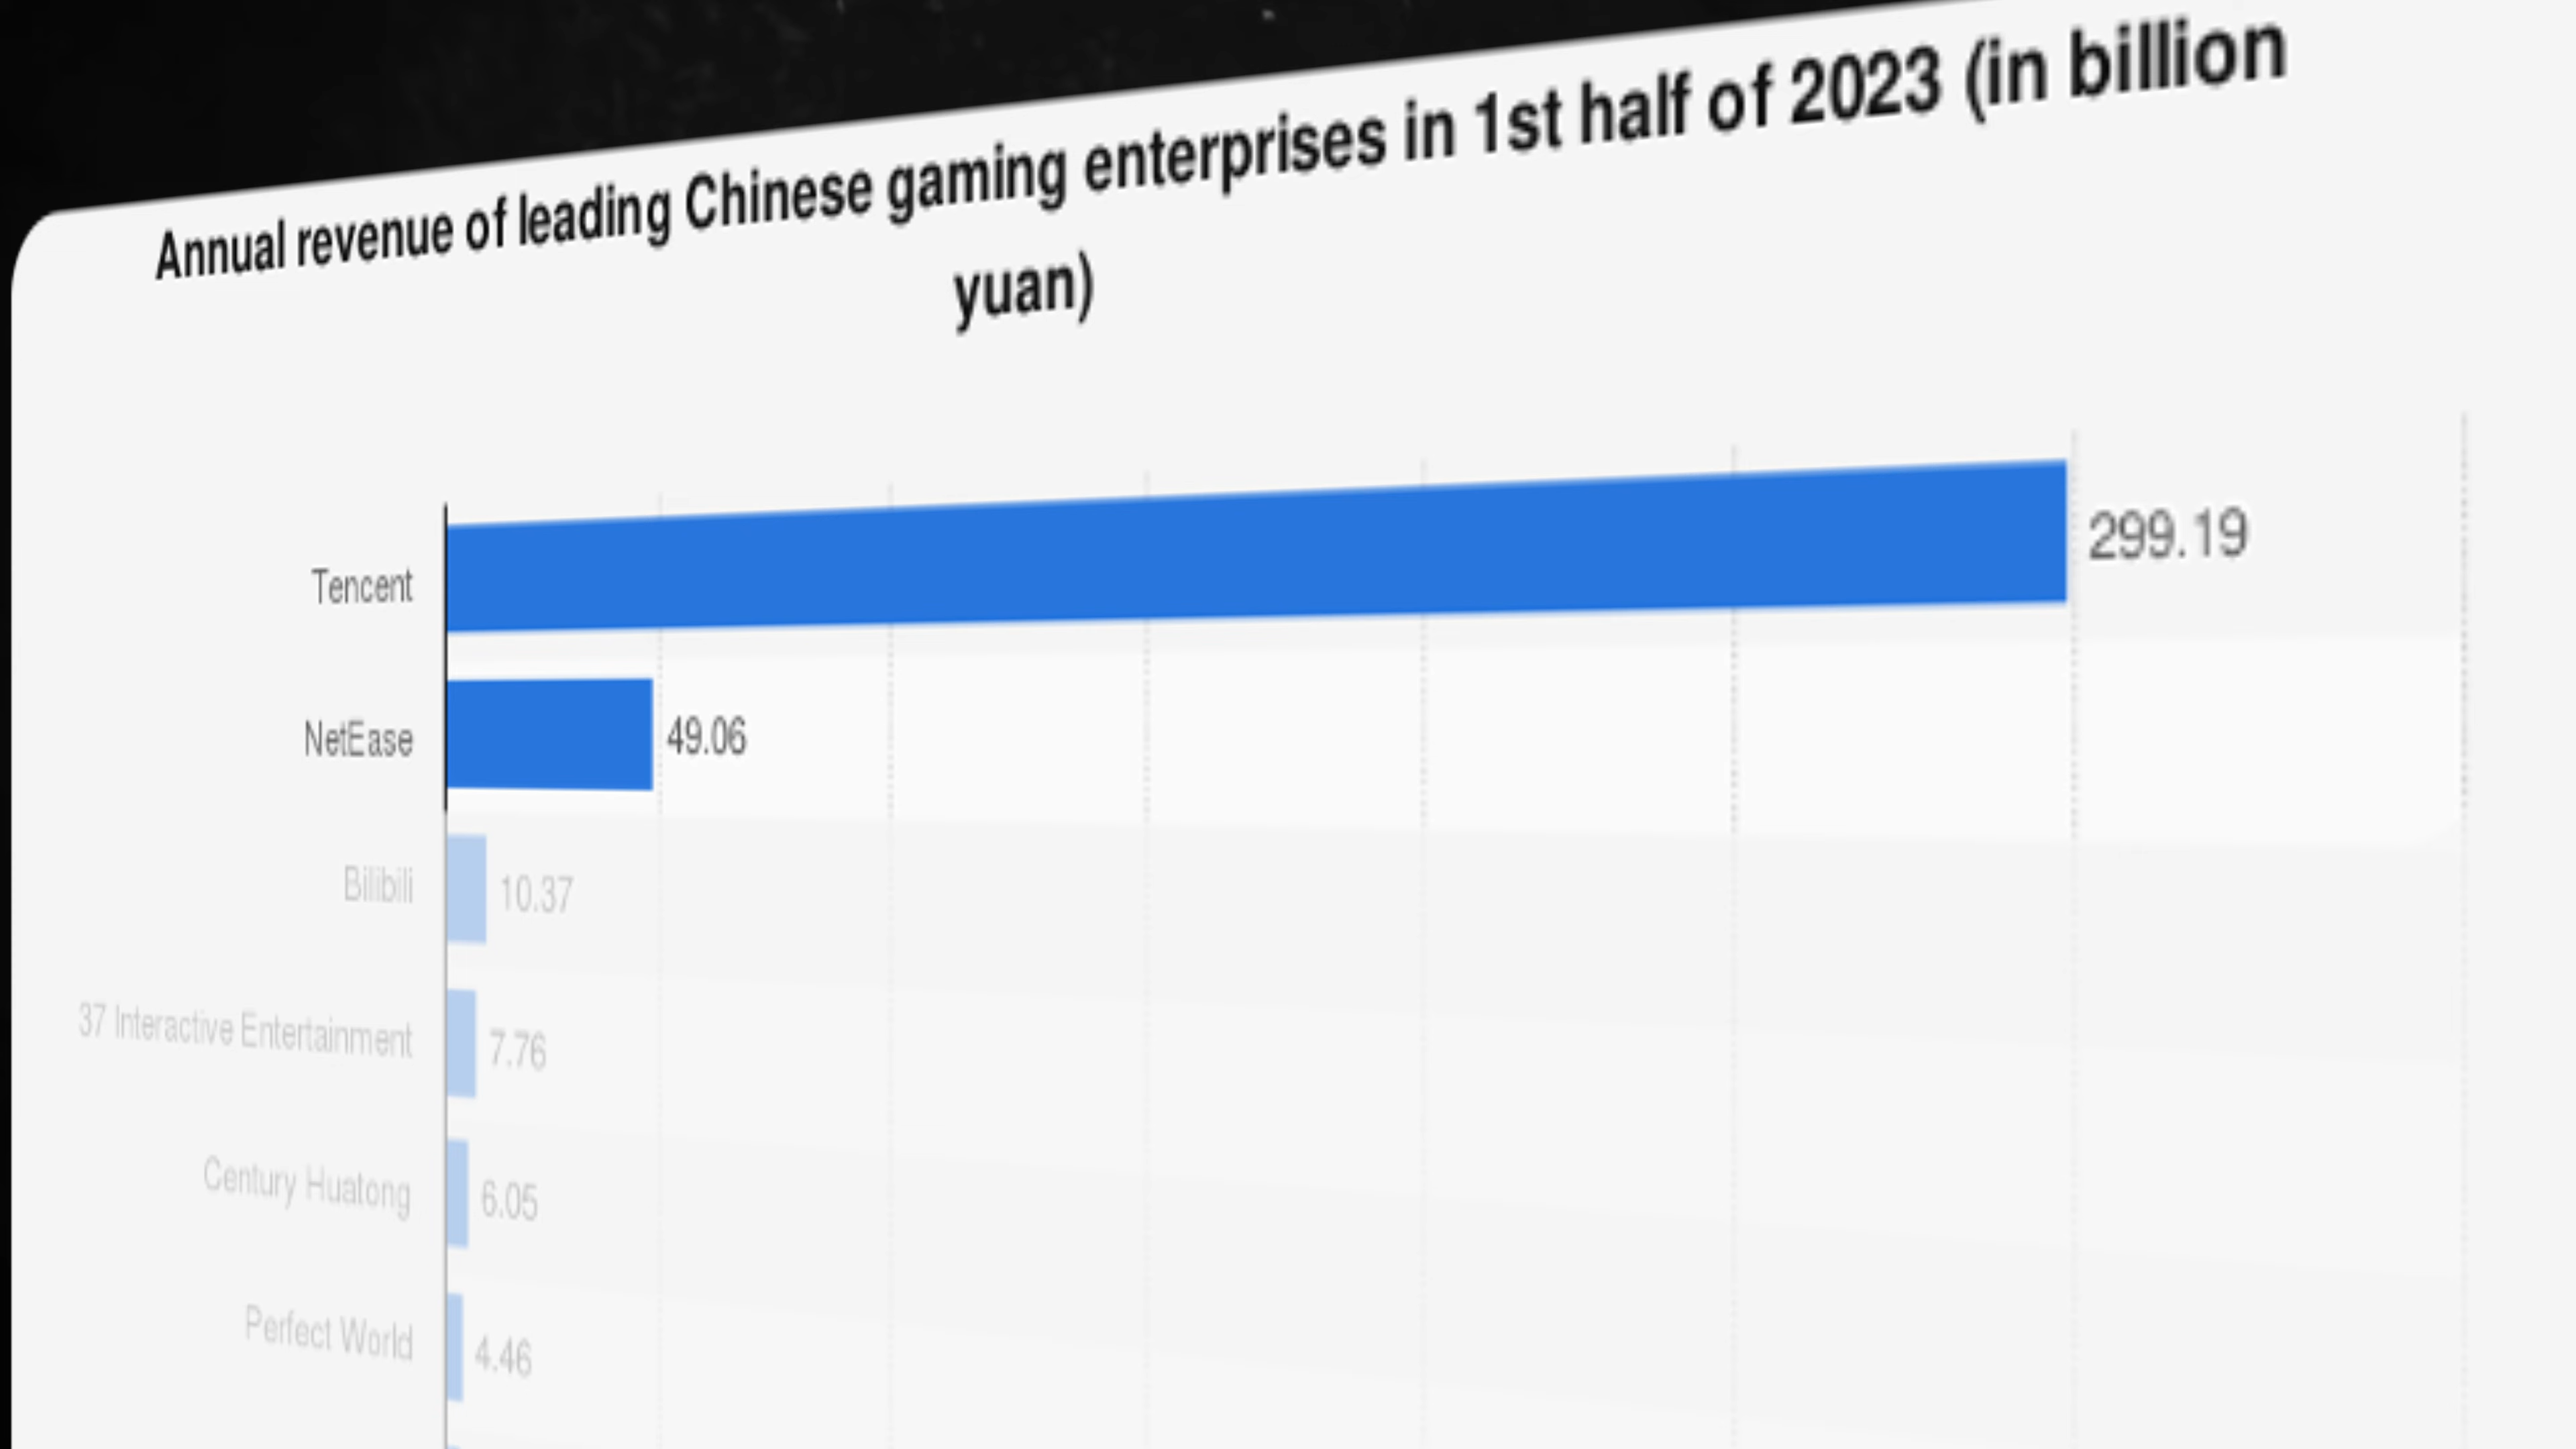 Annual revenue of leading Chinese gaming enterprises in 1st half of 2023 (in billion
yuan)
Tencent 299.19
NetEase 49.06
Bilibili 10.37
37 Interactive Entertainment 7.76
Century Huatong 6.05
Perfect World 4.46